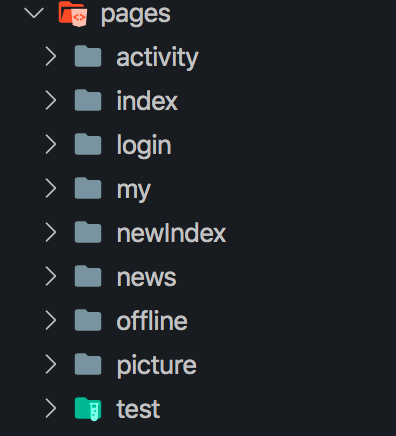 pages
activity
index
login
my
newIndex
news
offline
picture
test